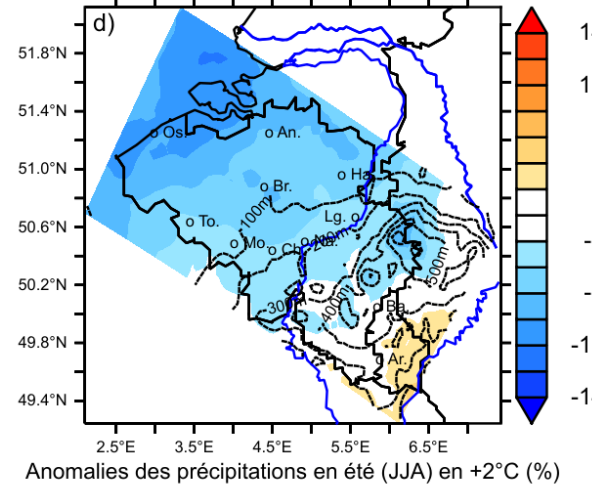 d)
51.8°N
51.4°N
51.0°N
50.6°N
50.2°N
49.8°N
49.4°N
Os.
An.
Ha.
Br.
100m
To.
Lg.
Mo.
Ch.
500m
300m
400m
Ba.
Ar.
2.5°E
3.5°E
4.5°E
5.5°E
6.5°E
Anomalies des précipitations en été (JJA) en +2°C (%)